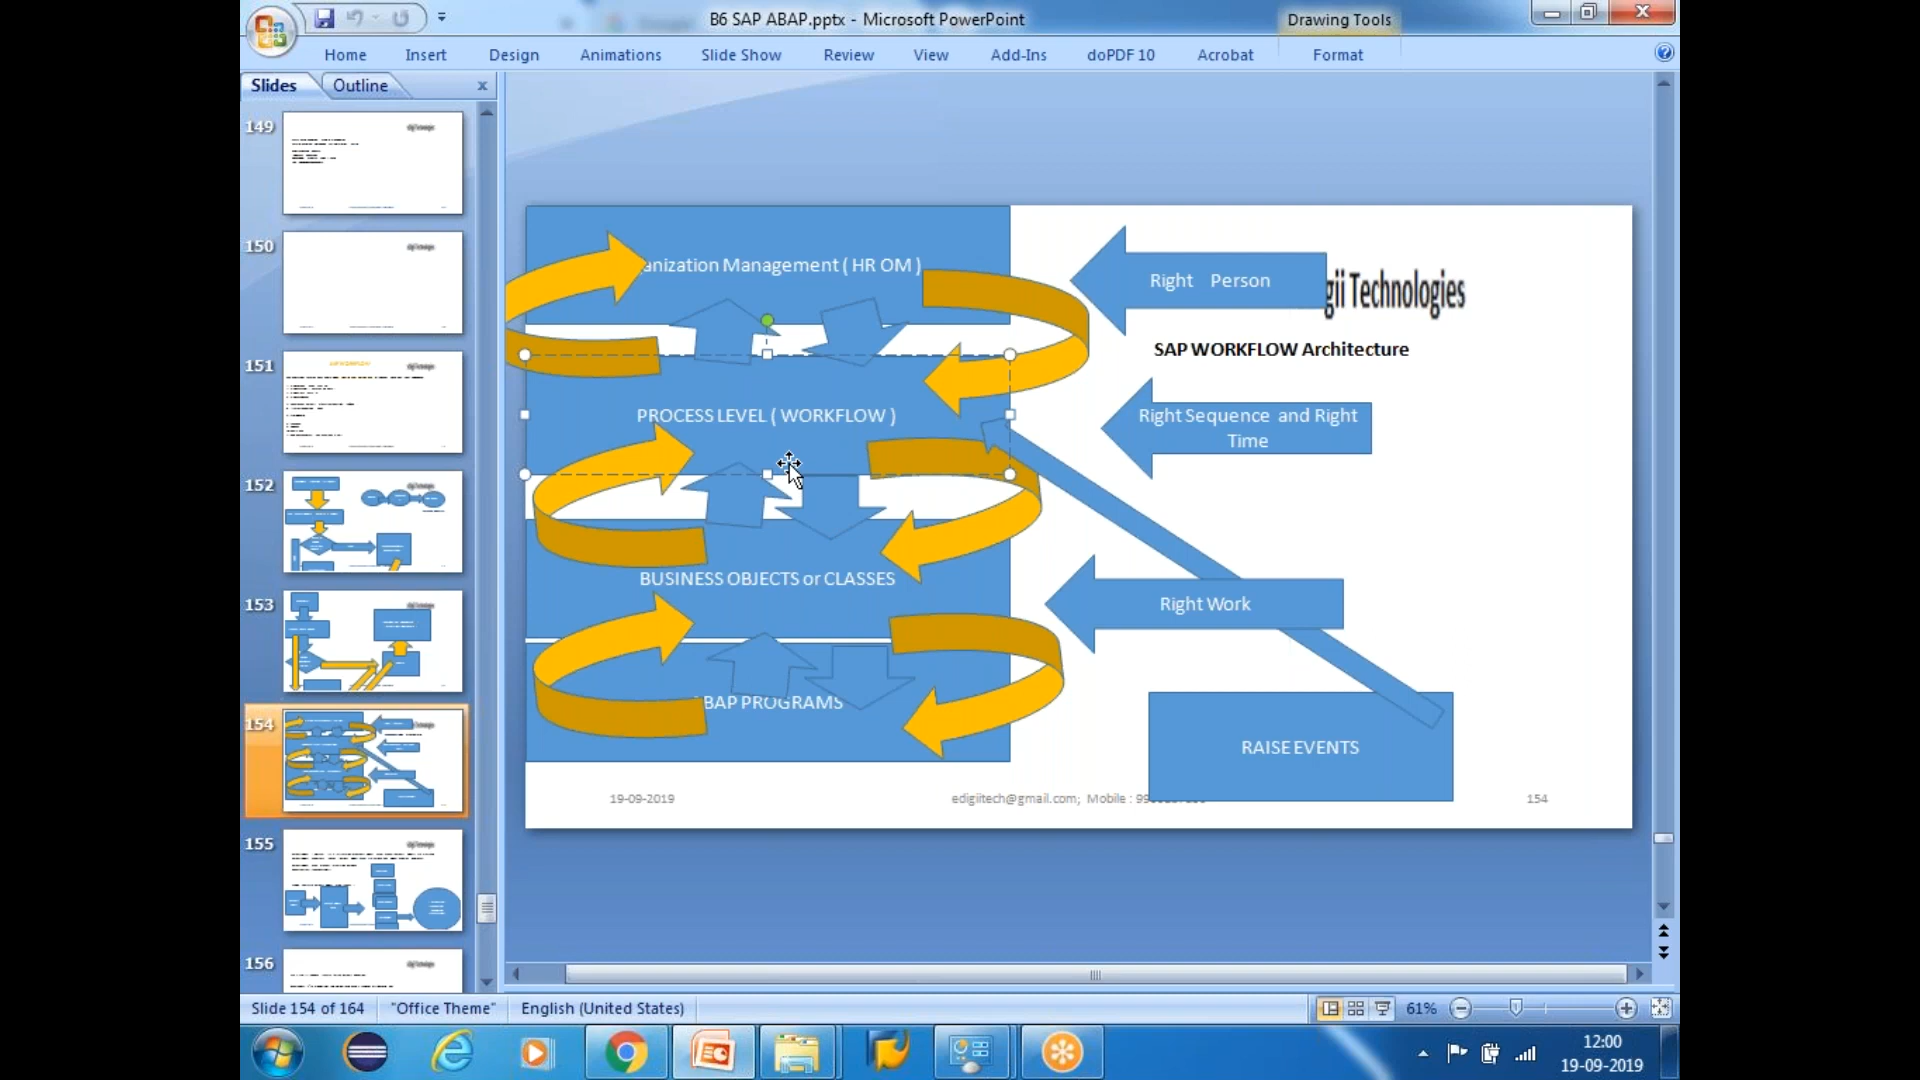 B6 SAP ABAP.pptx - Microsoft PowerPoint
Drawing Tools
Home Insert Design Animations Slide Show Review View Add-Ins doPDF 10 Acrobat Format
Slides Outline
149
150
151
152
153
154
155
156
anization Management ( HR OM )
Right Person
gii Technologies
SAP WORKFLOW Architecture
PROCESS LEVEL ( WORKFLOW )
Right Sequence and Right
Time
BUSINESS OBJECTS or CLASSES
Right Work
BAP PROGRAMS
RAISE EVENTS
19-09-2019
edigiitech@gmail.com; Mobile :
154
Slide 154 of 164
"Office Theme"
English (United States)
61%
12:00
19-09-2019